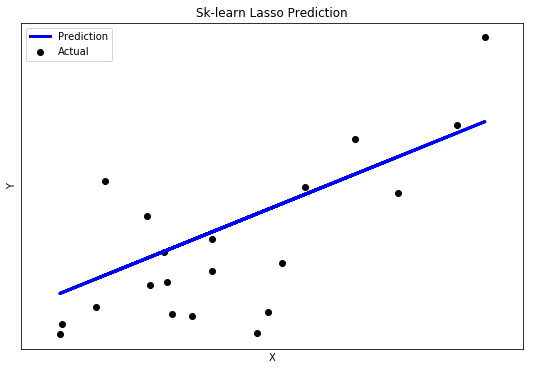 Sk-learn Lasso Prediction
Prediction
Actual
Y
X